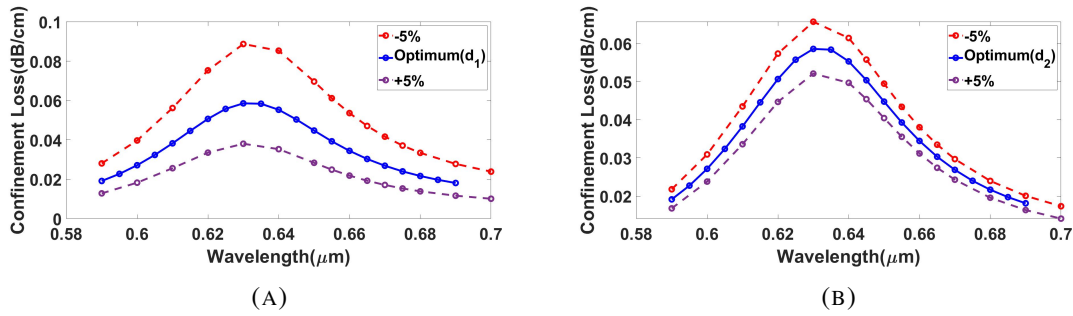 Confinement Loss(dB/cm)
0.1
0.08
0.06
0.04
0.02
0
0.58 0.6 0.62 0.64 0.66 0.68 0.7
Wavelength(μm)
-5%
Optimum(d₁)
+5%
(A)
Confinement Loss(dB/cm)
0.06
0.05
0.04
0.03
0.02
0.58 0.6 0.62 0.64 0.66 0.68 0.7
Wavelength(μm)
-5%
Optimum(d₂)
+5%
(B)